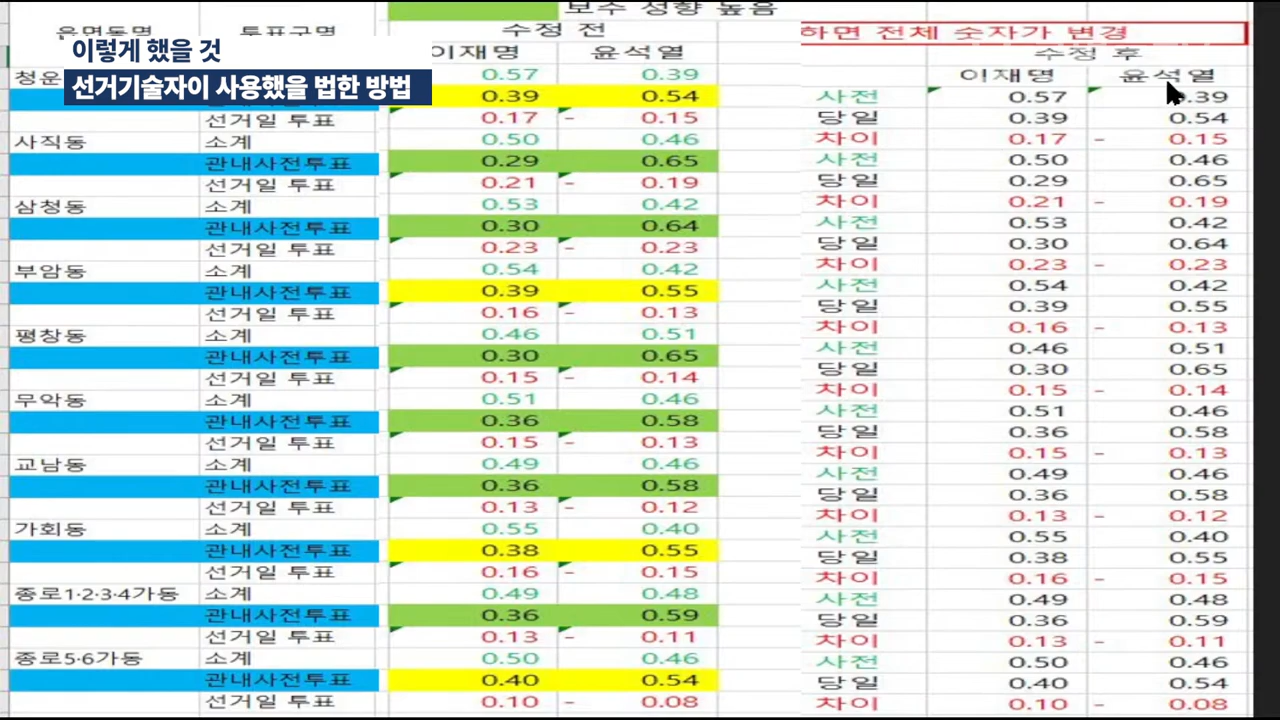 보수 성향 높음
읍면동명 투표구명 수정 전 하면 전체 숫자가 변경
이렇게 했을 것
선거기술자이 사용했을 법한 방법
이재명 윤석열 수정 후
이재명 윤석열
청운 0.57 0.39
0.39 0.54 사전 0.57 0.39
선거일 투표 0.17 - 0.15 당일 0.39 0.54
사직동 소계 0.50 0.46 차이 0.17 - 0.15
관내사전투표 0.29 0.65 사전 0.50 0.46
선거일 투표 0.21 - 0.19 당일 0.29 0.65
삼청동 소계 0.53 0.42 차이 0.21 - 0.19
관내사전투표 0.30 0.64 사전 0.53 0.42
선거일 투표 0.23 - 0.23 당일 0.30 0.64
부암동 소계 0.54 0.42 차이 0.23 - 0.23
관내사전투표 0.39 0.55 사전 0.54 0.42
선거일 투표 0.16 - 0.13 당일 0.39 0.55
평창동 소계 0.46 0.51 차이 0.16 - 0.13
관내사전투표 0.30 0.65 사전 0.46 0.51
선거일 투표 0.15 - 0.14 당일 0.30 0.65
무악동 소계 0.51 0.46 차이 0.15 - 0.14
관내사전투표 0.36 0.58 사전 0.51 0.46
선거일 투표 0.15 - 0.13 당일 0.36 0.58
교남동 소계 0.49 0.46 차이 0.15 - 0.13
관내사전투표 0.36 0.58 사전 0.49 0.46
선거일 투표 0.13 - 0.12 당일 0.36 0.58
가회동 소계 0.55 0.40 차이 0.13 - 0.12
관내사전투표 0.38 0.55 사전 0.55 0.40
선거일 투표 0.16 - 0.15 당일 0.38 0.55
종로1·2·3·4가동 소계 0.49 0.48 차이 0.16 - 0.15
관내사전투표 0.36 0.59 사전 0.49 0.48
선거일 투표 0.13 - 0.11 당일 0.36 0.59
종로5·6가동 소계 0.50 0.46 차이 0.13 - 0.11
관내사전투표 0.40 0.54 사전 0.50 0.46
선거일 투표 0.10 - 0.08 당일 0.40 0.54
차이 0.10 - 0.08